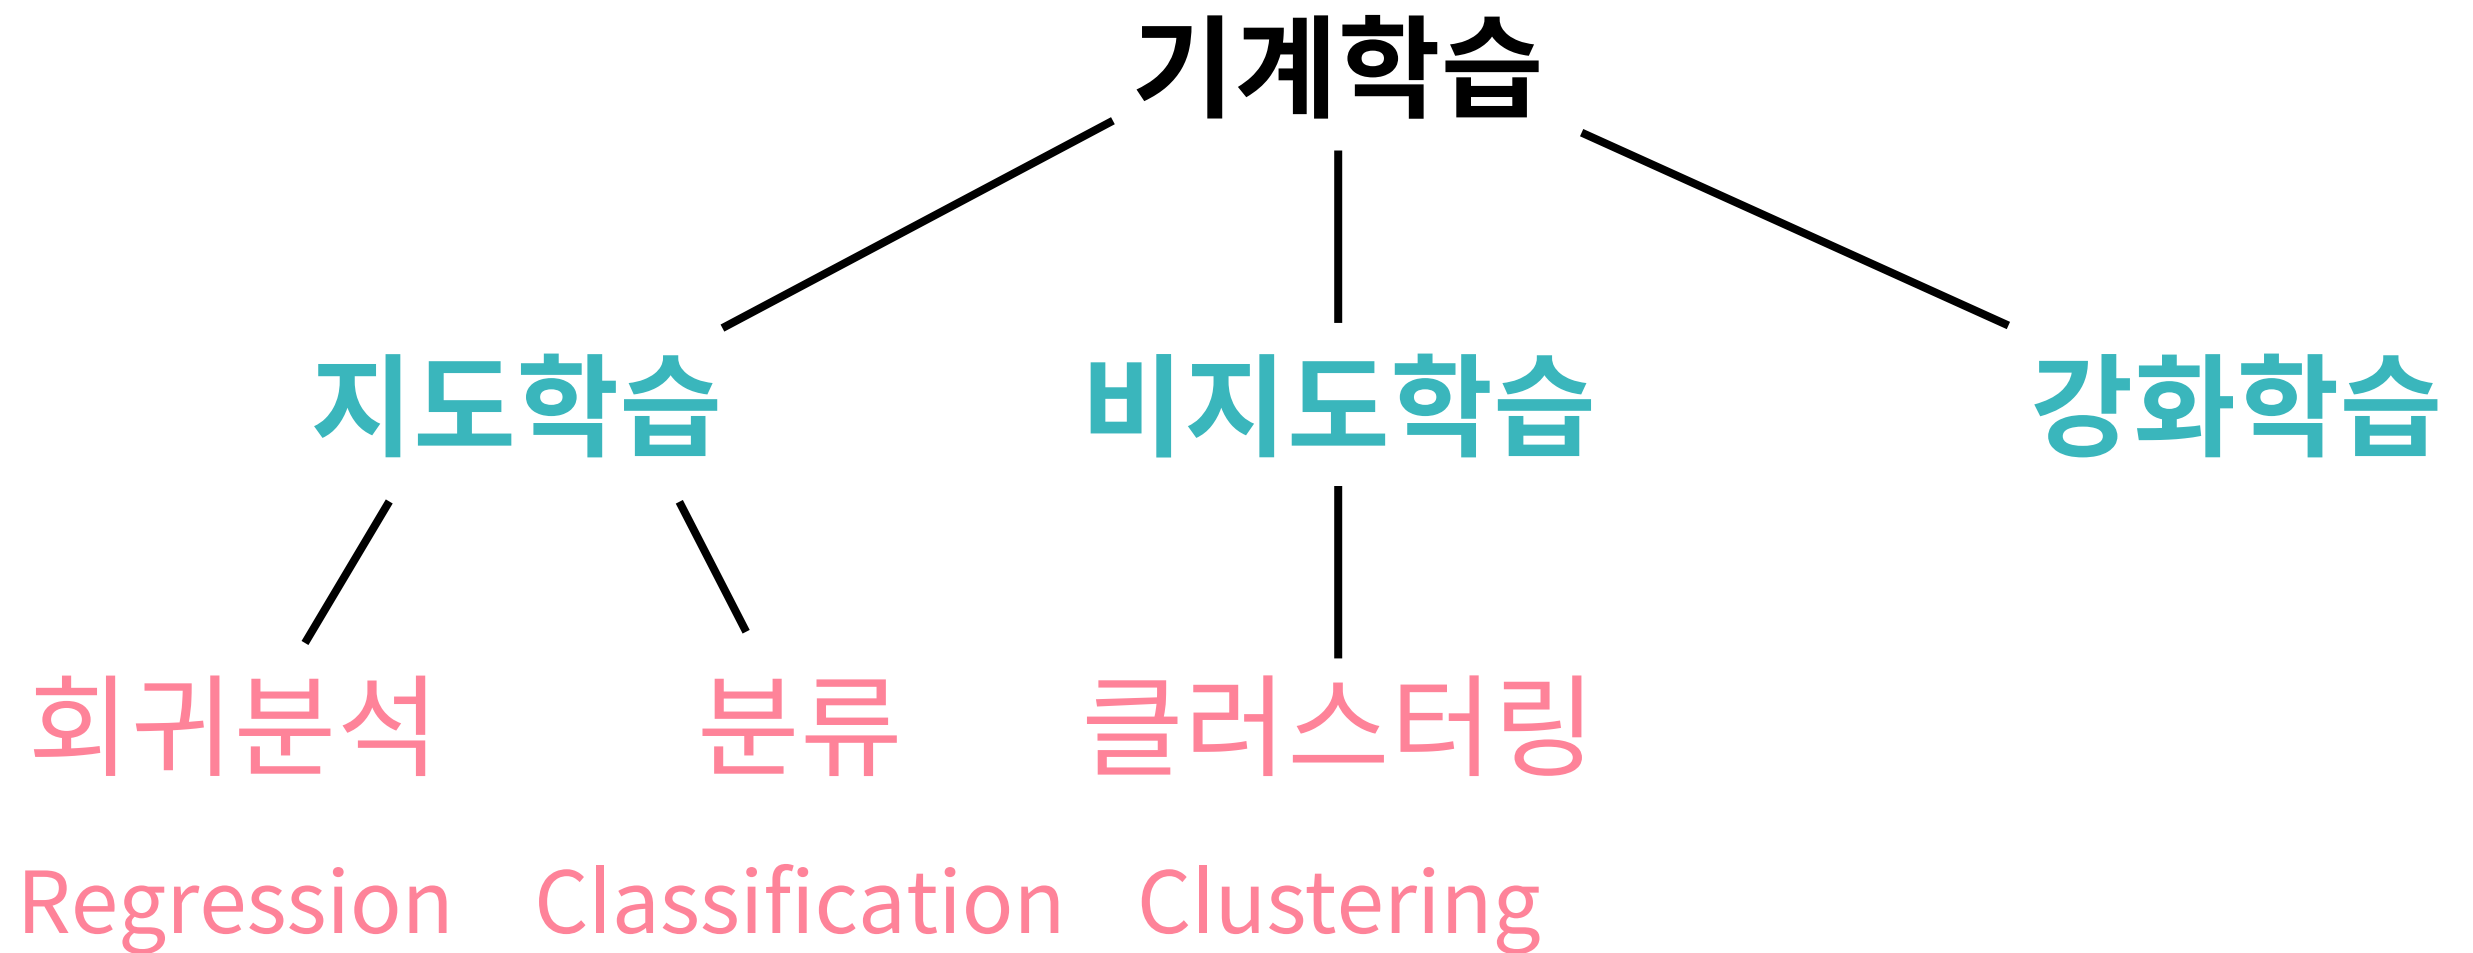 기계학습
지도학습 비지도학습 강화학습
회귀분석 분류 클러스터링
Regression Classification Clustering